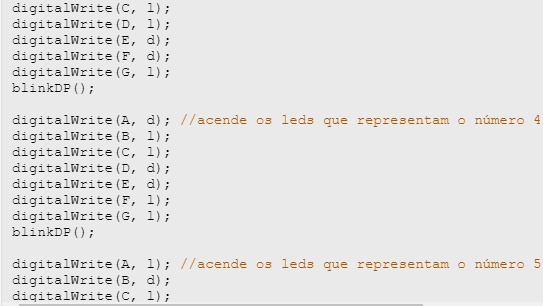 digitalWrite(C, l);
digitalWrite(D, l);
digitalWrite(E, d);
digitalWrite(F, d);
digitalWrite(G, l);
blinkDP();

digitalWrite(A, d); //acende os leds que representam o número 4
digitalWrite(B, l);
digitalWrite(C, l);
digitalWrite(D, d);
digitalWrite(E, d);
digitalWrite(F, l);
digitalWrite(G, l);
blinkDP();

digitalWrite(A, l); //acende os leds que representam o número 5
digitalWrite(B, d);
digitalWrite(C, l);